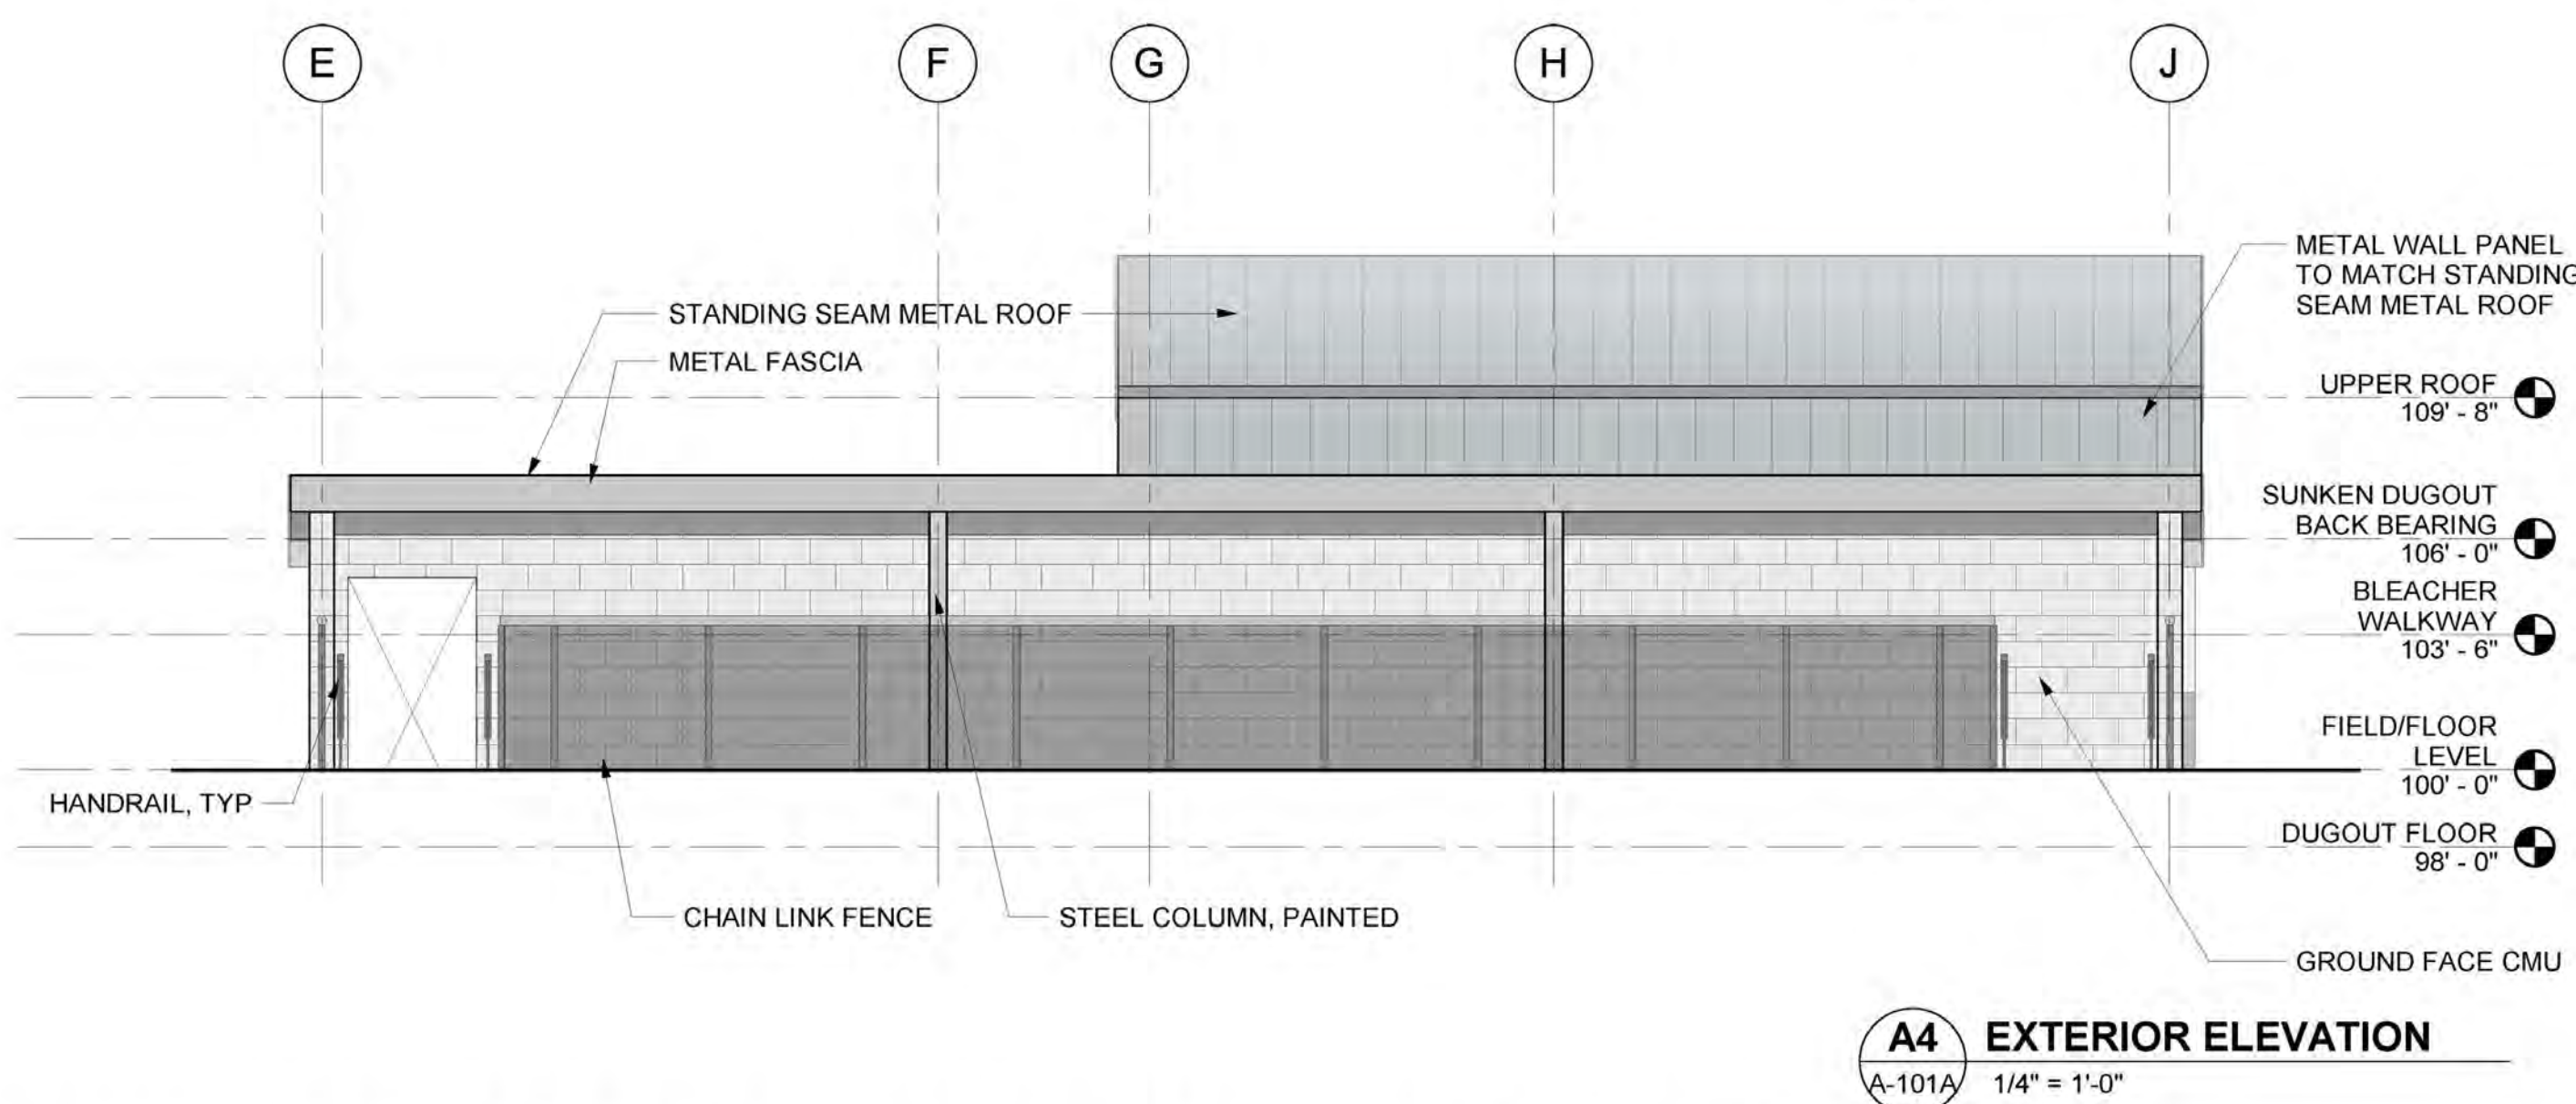 E
F
G
H
J
METAL WALL PANEL
TO MATCH STANDING
SEAM METAL ROOF
STANDING SEAM METAL ROOF
METAL FASCIA
UPPER ROOF
109' - 8"
SUNKEN DUGOUT
BACK BEARING
106' - 0"
BLEACHER
WALKWAY
103' - 6"
FIELD/FLOOR
LEVEL
100' - 0"
HANDRAIL, TYP
DUGOUT FLOOR
98' - 0"
CHAIN LINK FENCE
STEEL COLUMN, PAINTED
GROUND FACE CMU
A4
EXTERIOR ELEVATION
A-101A
1/4" = 1'-0"